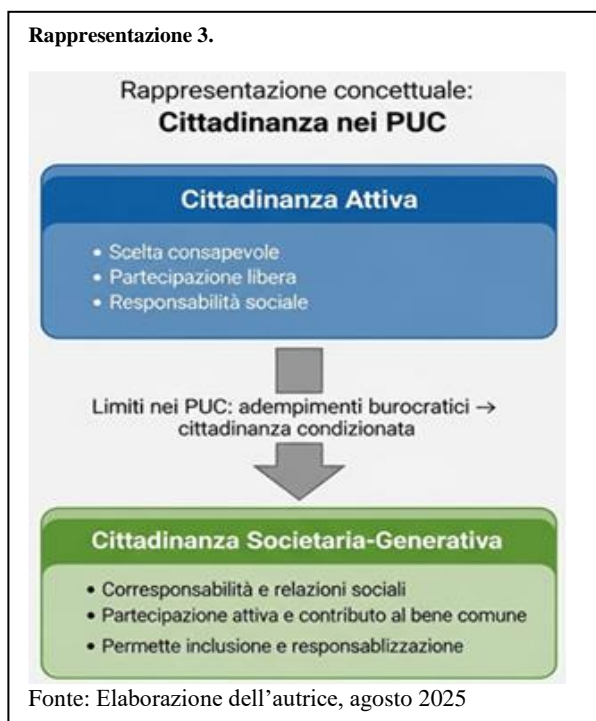 Rappresentazione 3.
Rappresentazione concettuale:
Cittadinanza nei PUC
Cittadinanza Attiva
• Scelta consapevole
• Partecipazione libera
• Responsabilità sociale
Limiti nei PUC: adempimenti burocratici →
cittadinanza condizionata
Cittadinanza Societaria-Generativa
• Corresponsabilità e relazioni sociali
• Partecipazione attiva e contributo al bene comune
• Permette inclusione e responsablizzazione
Fonte: Elaborazione dell’autrice, agosto 2025